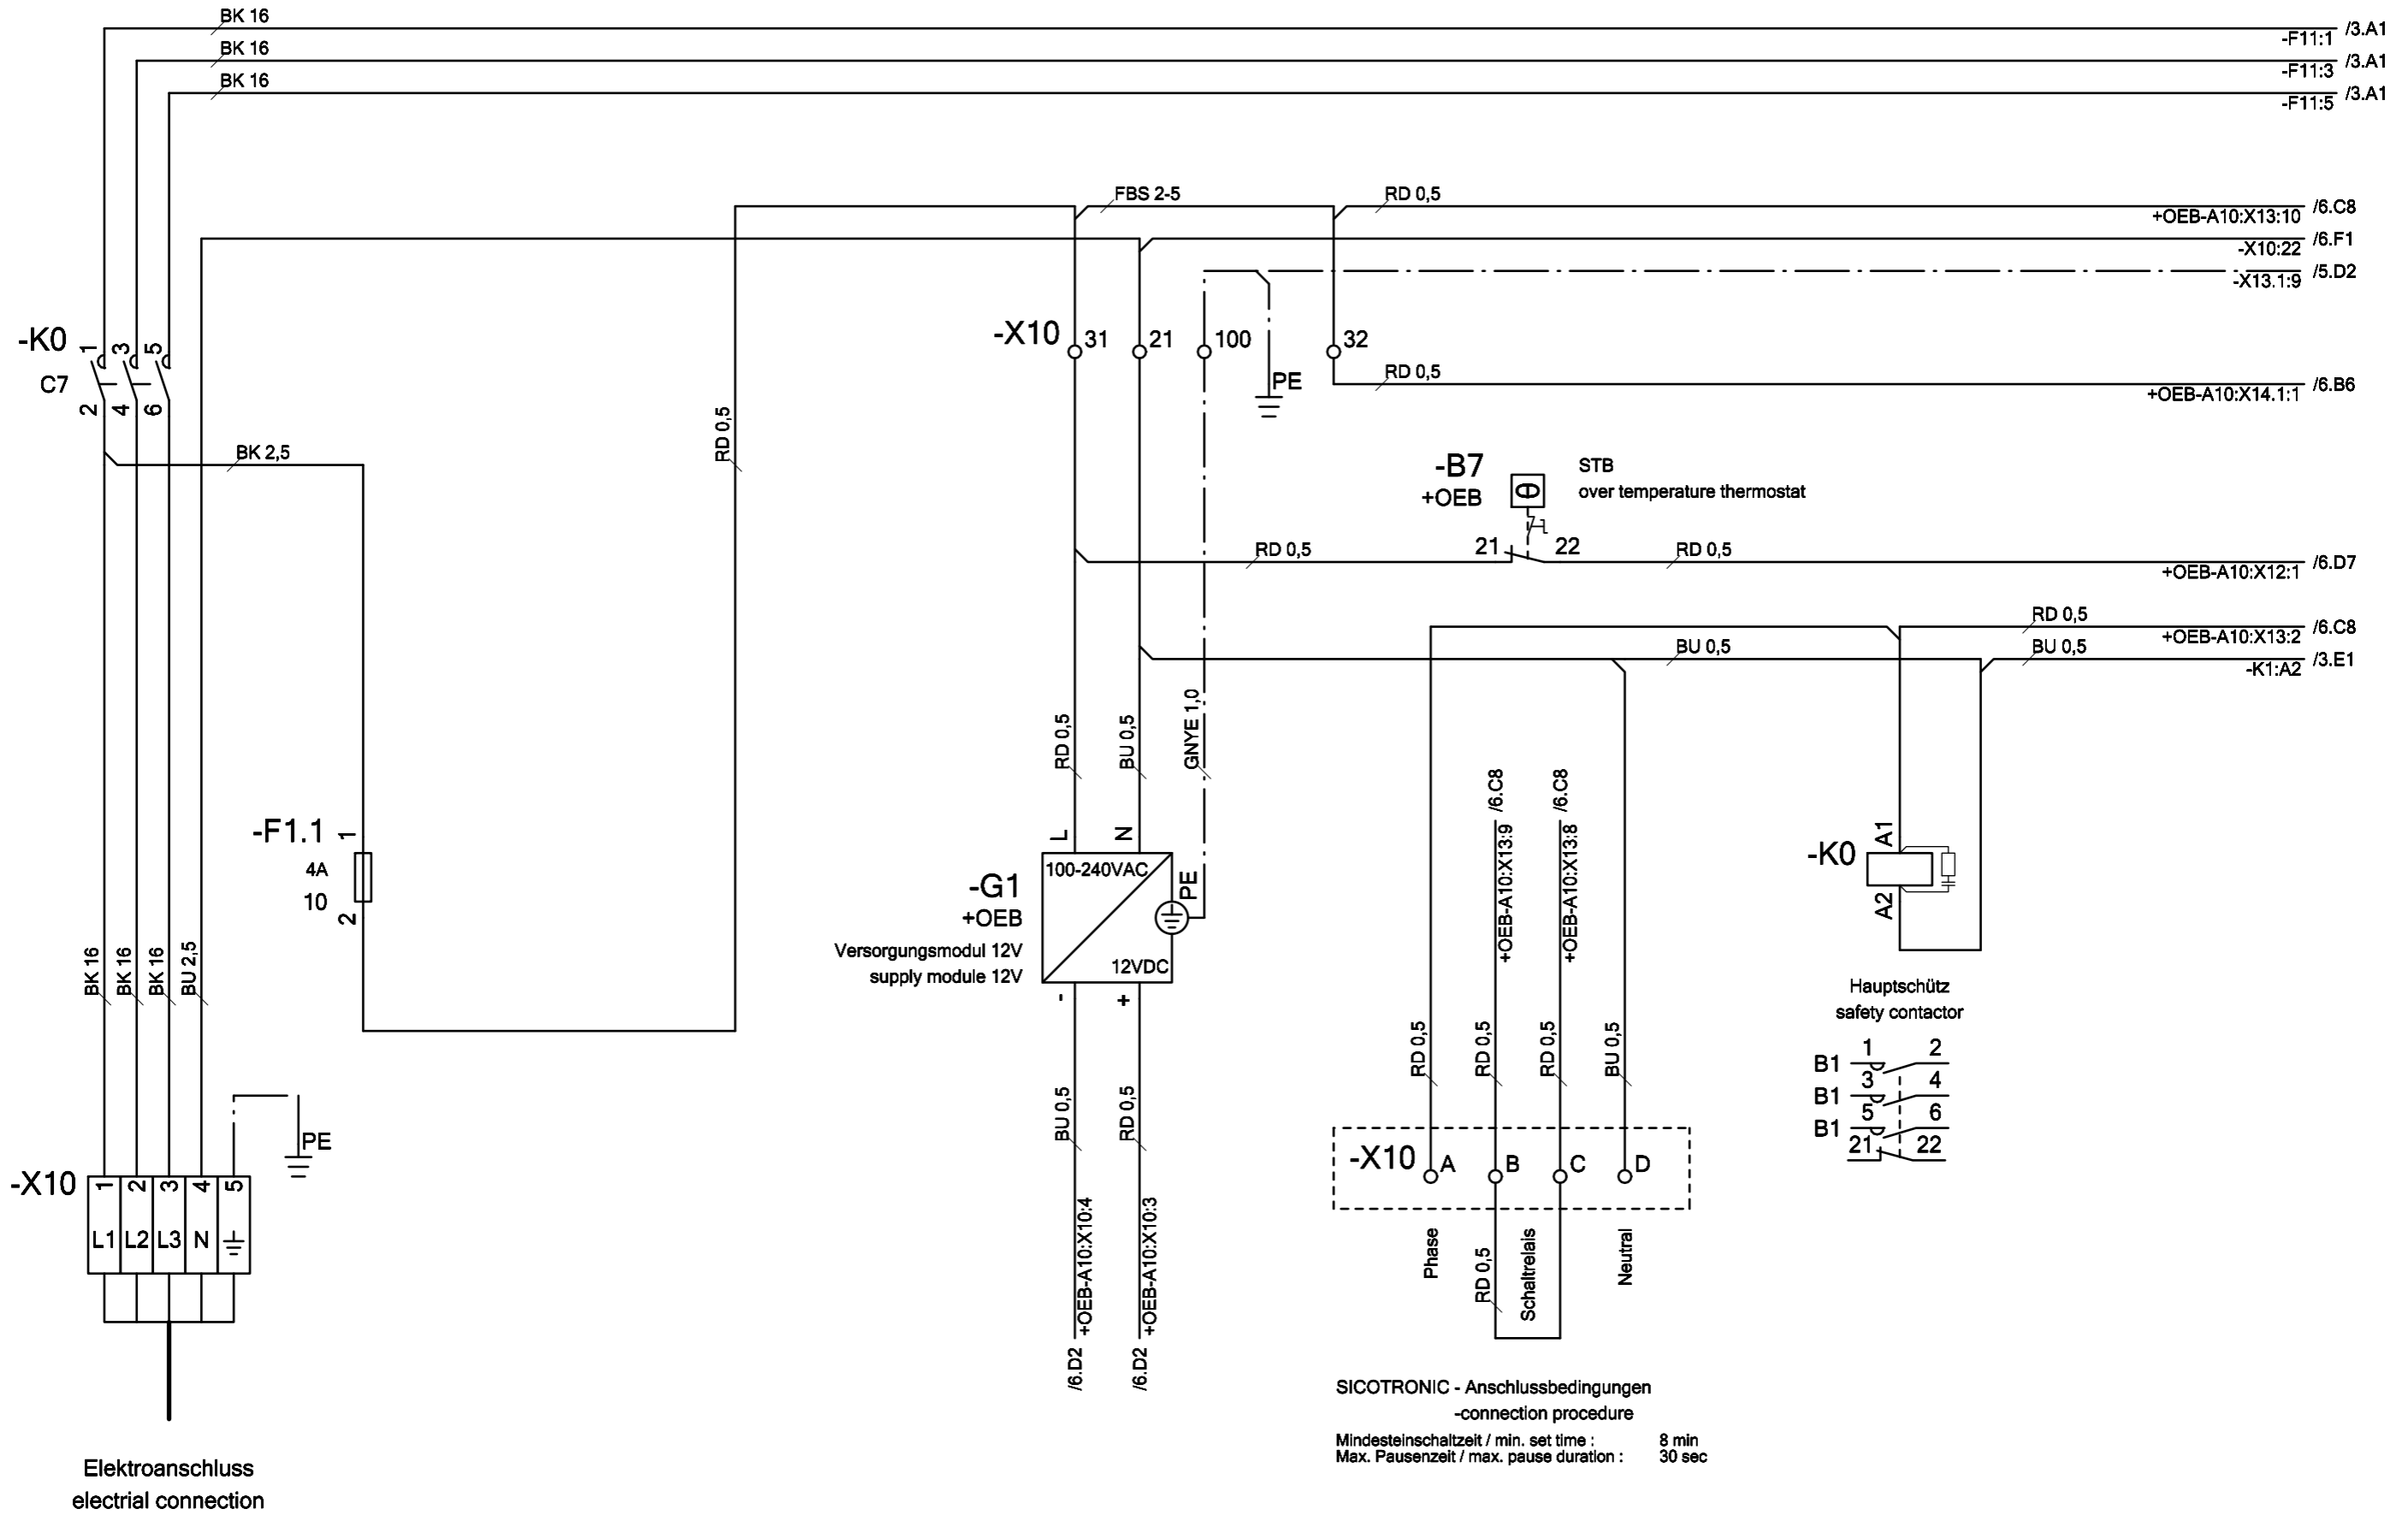 BK 16
/3.A1
-F11:1
BK 16
/3.A1
-F11:3
BK 16
/3.A1
-F11:5
FBS 2-5
RD 0,5
/6.C8
+OEB-A10:X13:10
/6.F1
-X10:22
/5.D2
-X13.1:9
-K0
1
3
5
C7
2
4
6
-X10
31
21
100
32
PE
RD 0,5
/6.B6
+OEB-A10:X14.1:1
BK 2,5
RD 0,5
-B7
+OEB
STB
over temperature thermostat
RD 0,5
21
22
RD 0,5
/6.D7
+OEB-A10:X12:1
RD 0,5
/6.C8
+OEB-A10:X13:2
BU 0,5
BU 0,5
/3.E1
-K1:A2
RD 0,5
BU 0,5
GNYE 1,0
-F1.1
1
4A
10
2
L
N
100-240VAC
-G1
+OEB
PE
Versorgungsmodul 12V
supply module 12V
12VDC
-
+
/6.C8
+OEB-A10:X13:9
/6.C8
+OEB-A10:X13:8
-K0
A1
A2
Hauptschütz
safety contactor
B1
1
2
B1
3
4
B1
5
6
21
22
BK 16
BK 16
BK 16
BU 2,5
RD 0,5
RD 0,5
RD 0,5
BU 0,5
BU 0,5
RD 0,5
PE
-X10
1
2
3
4
5
L1
L2
L3
N
-X10
A
B
C
D
Phase
RD 0,5
Schaltrelais
Neutral
+OEB-A10:X10:4
/6.D2
+OEB-A10:X10:3
/6.D2
SICOTRONIC - Anschlussbedingungen
-connection procedure
Mindesteinschaltzeit / min. set time : 8 min
Max. Pausenzeit / max. pause duration : 30 sec
Elektroanschluss
electrial connection